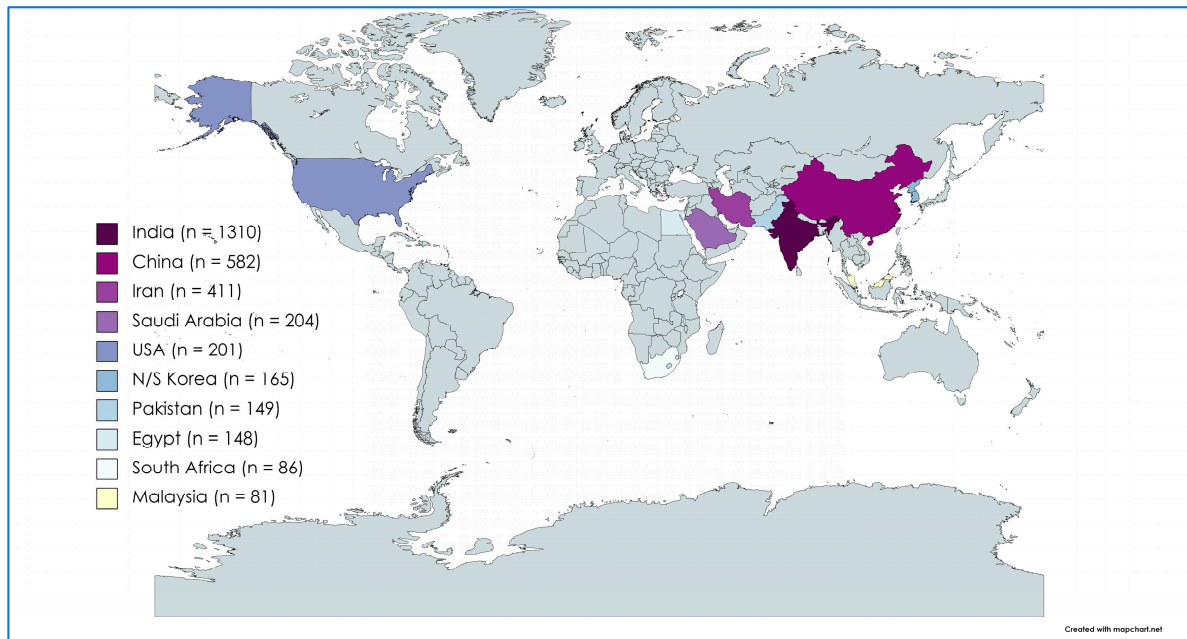 India (n = 1310)
China (n = 582)
Iran (n = 411)
Saudi Arabia (n = 204)
USA (n = 201)
N/S Korea (n = 165)
Pakistan (n = 149)
Egypt (n = 148)
South Africa (n = 86)
Malaysia (n = 81)
Created with mapchart.net